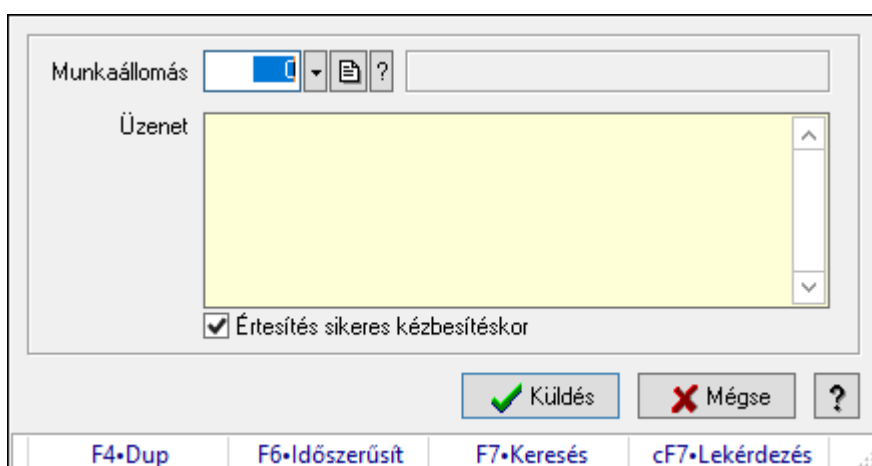 Munkaállomás 0 ?
Üzenet
Értesítés sikeres kézbesítéskor
Küldés Mégse ?
F4•Dup F6•Időszerűsít F7•Keresés cF7•Lekérdezés